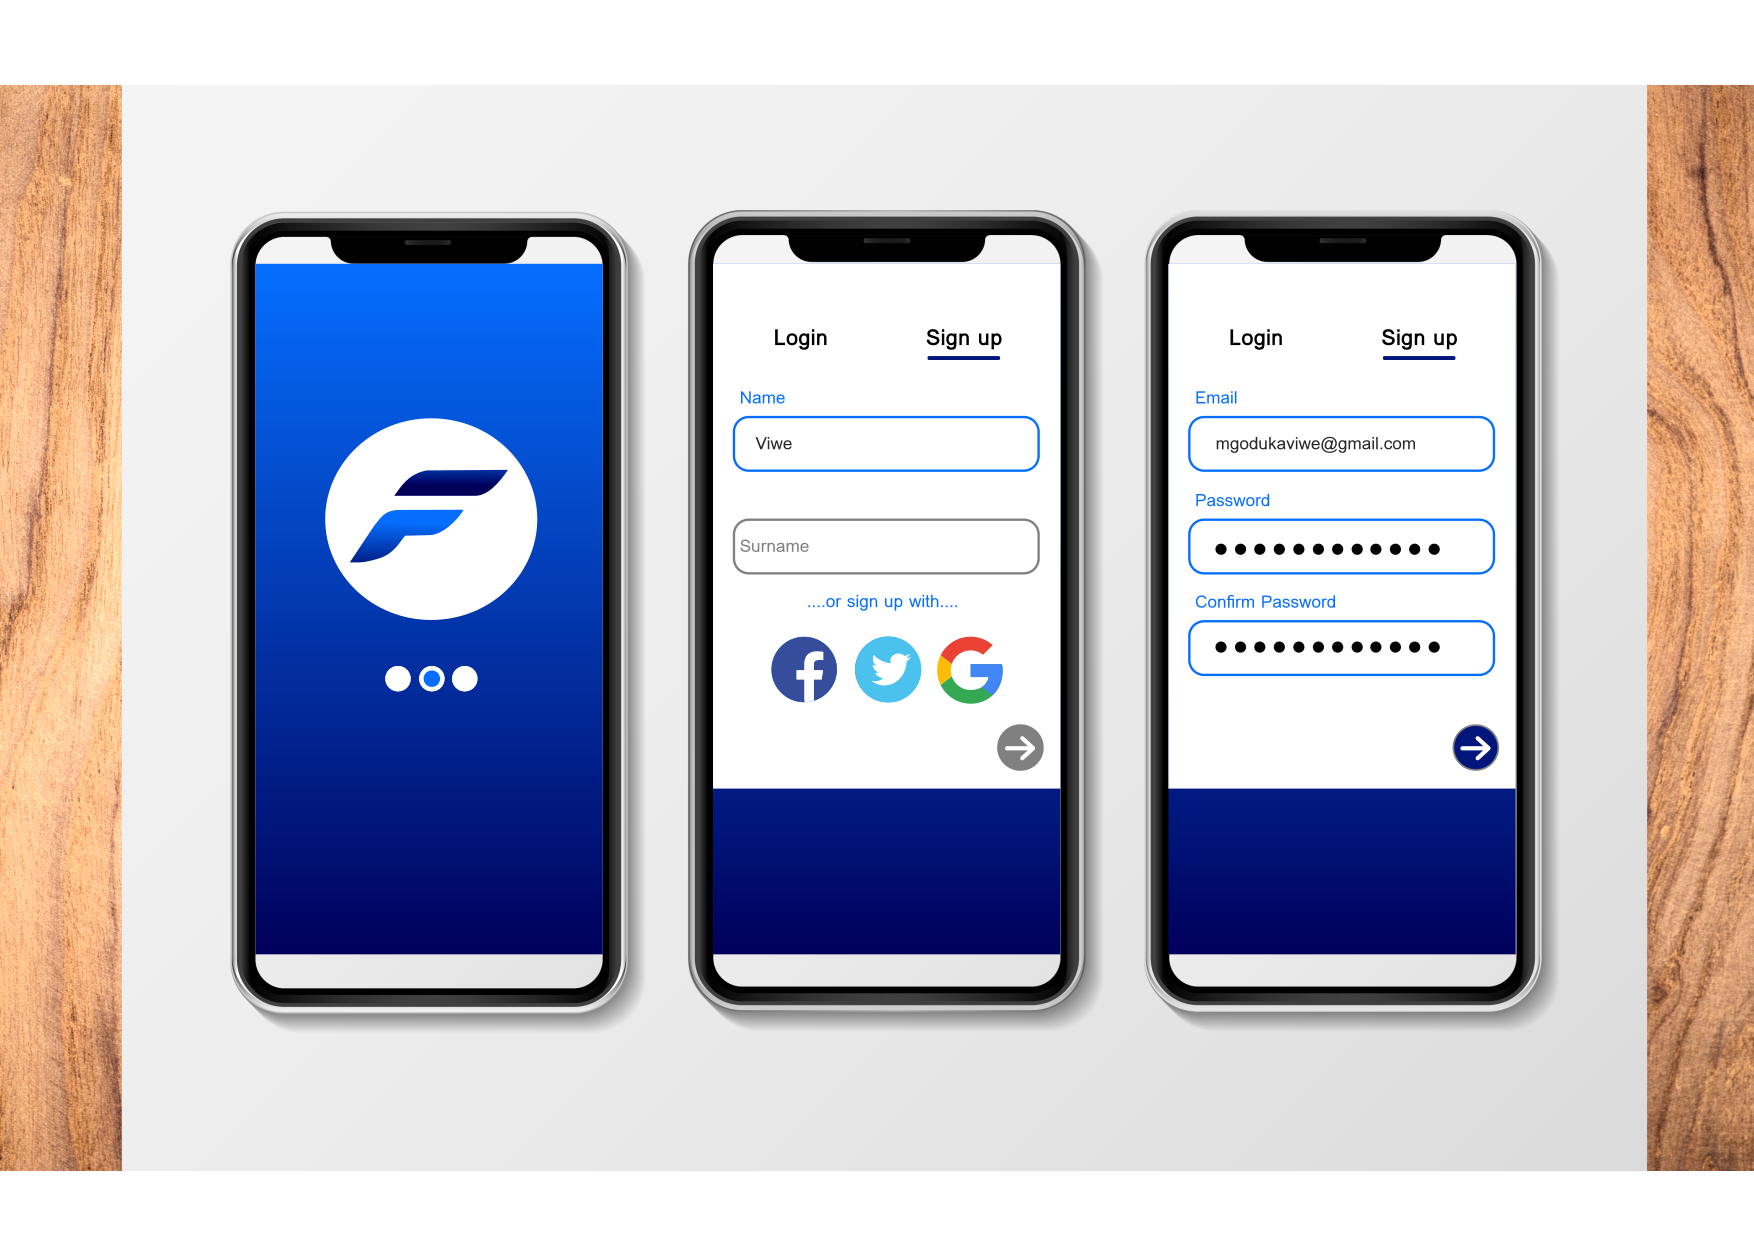 Login Sign up
Name
Viwe
Surname
....or sign up with....
Login Sign up
Email
mgodukaviwe@gmail.com
Password
●●●●●●●●●●●●
Confirm Password
●●●●●●●●●●●●